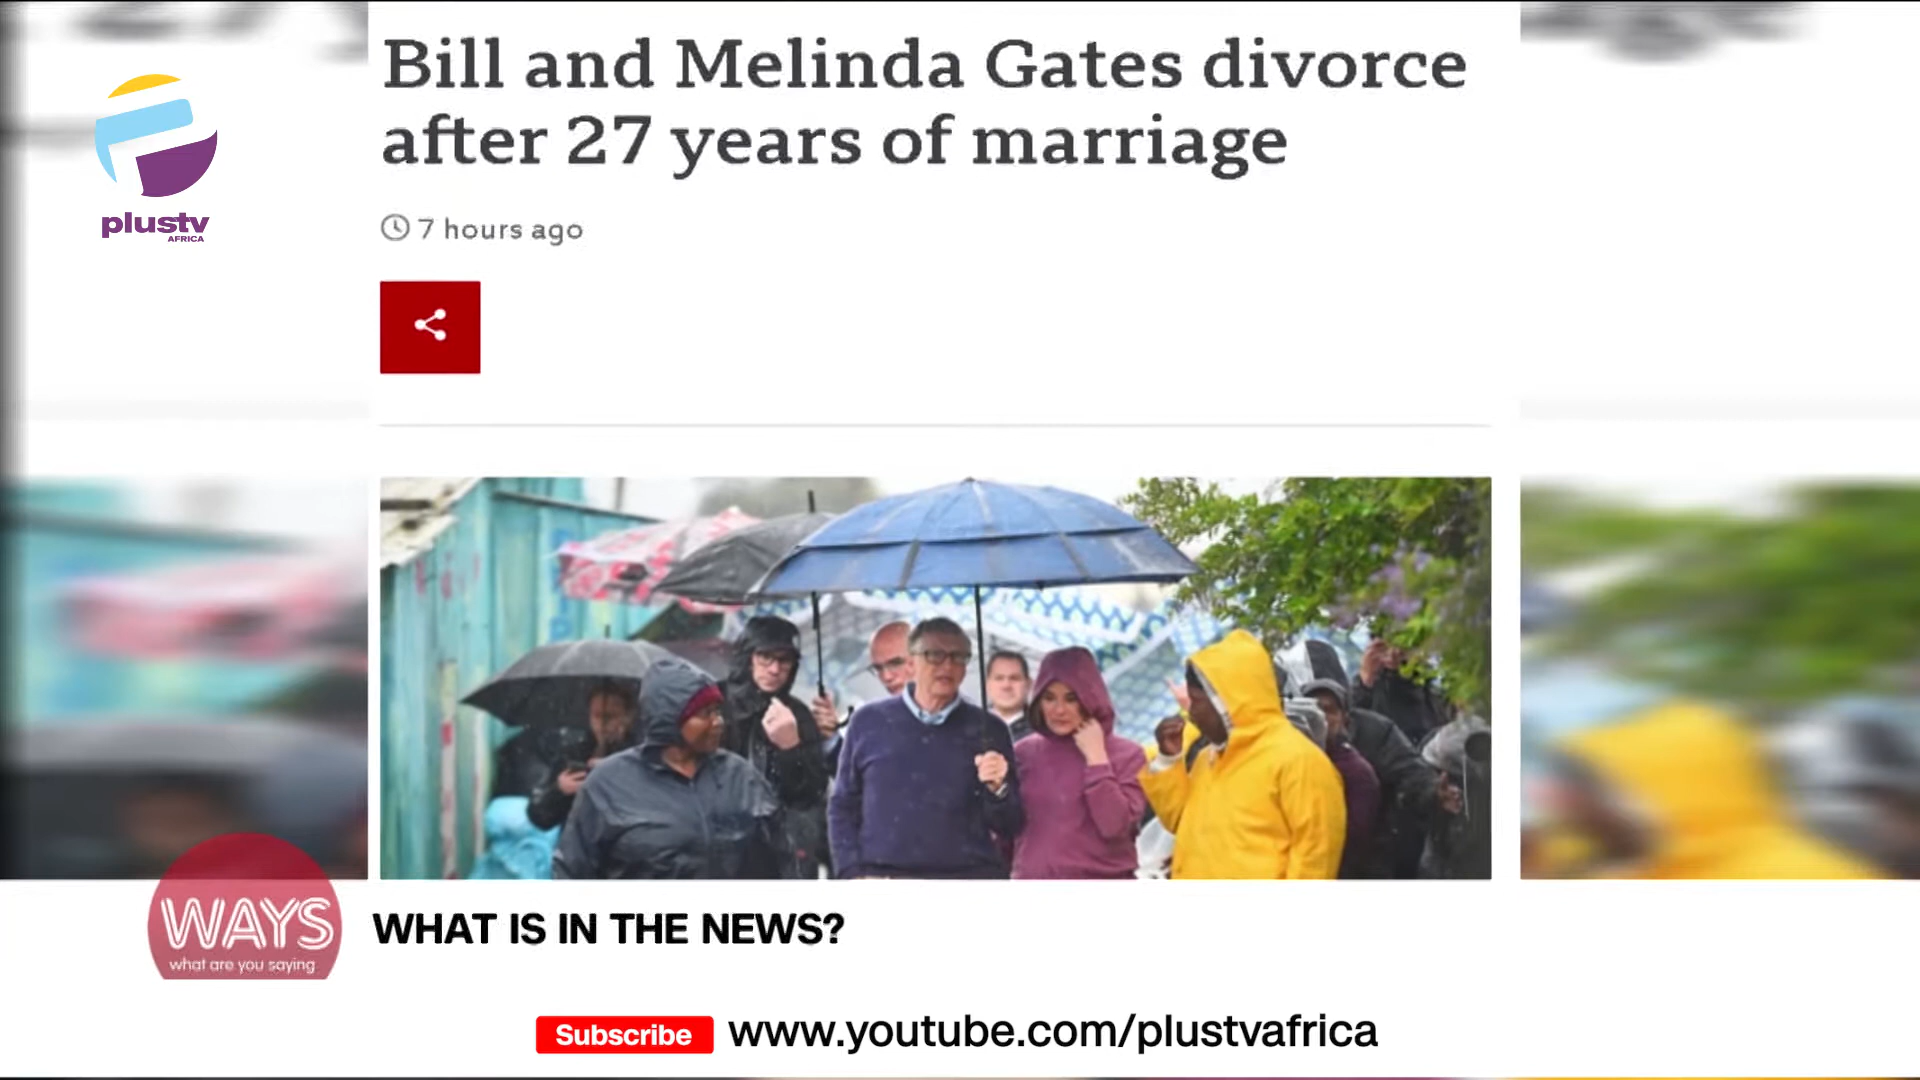 Bill and Melinda Gates divorce
after 27 years of marriage
plustv
AFRICA
7 hours ago
WAYS
what are you saying
WHAT IS IN THE NEWS?
Subscribe www.youtube.com/plustvafrica